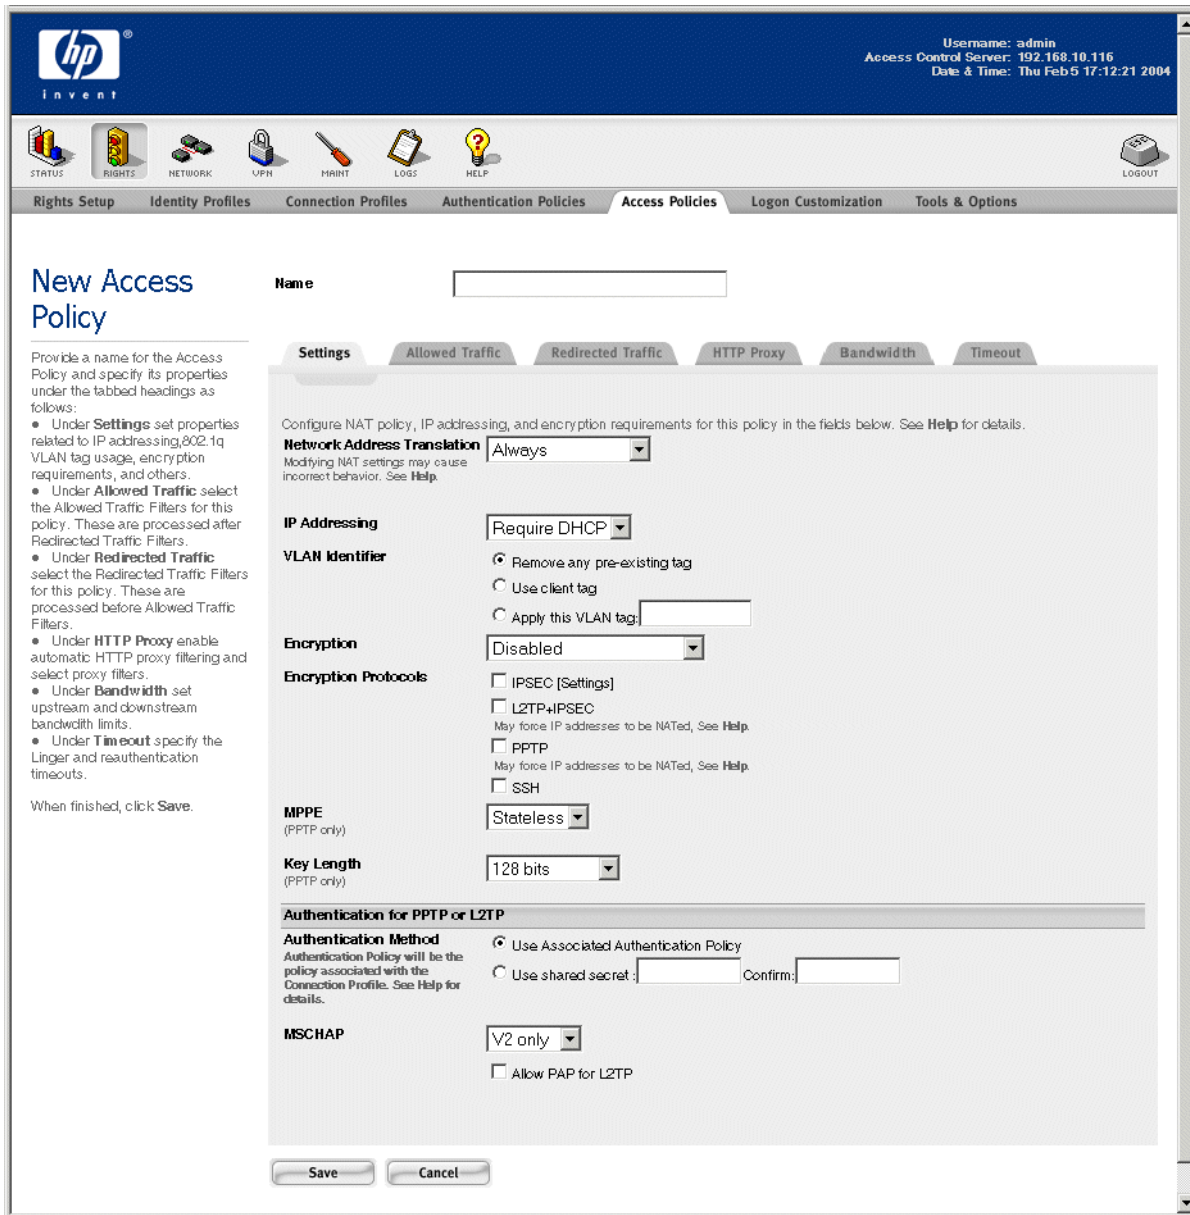 hp
®
invent
Username: admin
Access Control Server: 192.168.10.116
Date & Time: Thu Feb 5 17:12:21 2004
STATUS
RIGHTS
NETWORK
VPN
MAINT
LOGS
HELP
LOGOUT
Rights Setup
Identity Profiles
Connection Profiles
Authentication Policies
Access Policies
Logon Customization
Tools & Options
New Access
Policy
Provide a name for the Access
Policy and specify its properties
under the tabbed headings as
follows:
● Under Settings set properties
related to IP addressing,802.1q
VLAN tag usage, encryption
requirements, and others.
● Under Allowed Traffic select
the Allowed Traffic Filters for this
policy. These are processed after
Redirected Traffic Filters.
● Under Redirected Traffic
select the Redirected Traffic Filters
for this policy. These are
processed before Allowed Traffic
Filters.
● Under HTTP Proxy enable
automatic HTTP proxy filtering and
select proxy filters.
● Under Bandwidth set
upstream and downstream
bandwdith limits.
● Under Timeout specify the
Linger and reauthentication
timeouts.
When finished, click Save.
Name
Settings
Allowed Traffic
Redirected Traffic
HTTP Proxy
Bandwidth
Timeout
Configure NAT policy, IP addressing, and encryption requirements for this policy in the fields below. See Help for details.
Network Address Translation
Always
Modifying NAT settings may cause
incorrect behavior. See Help.
IP Addressing
Require DHCP
VLAN Identifier
Remove any pre-existing tag
Use client tag
Apply this VLAN tag:
Encryption
Disabled
Encryption Protocols
IPSEC [Settings]
L2TP+IPSEC
May force IP addresses to be NATed, See Help.
PPTP
May force IP addresses to be NATed, See Help.
SSH
MPPE
Stateless
(PPTP only)
Key Length
128 bits
(PPTP only)
Authentication for PPTP or L2TP
Authentication Method
Authentication Policy will be the
policy associated with the
Connection Profile. See Help for
details.
Use Associated Authentication Policy
Use shared secret :
Confirm:
MSCHAP
V2 only
Allow PAP for L2TP
Save
Cancel